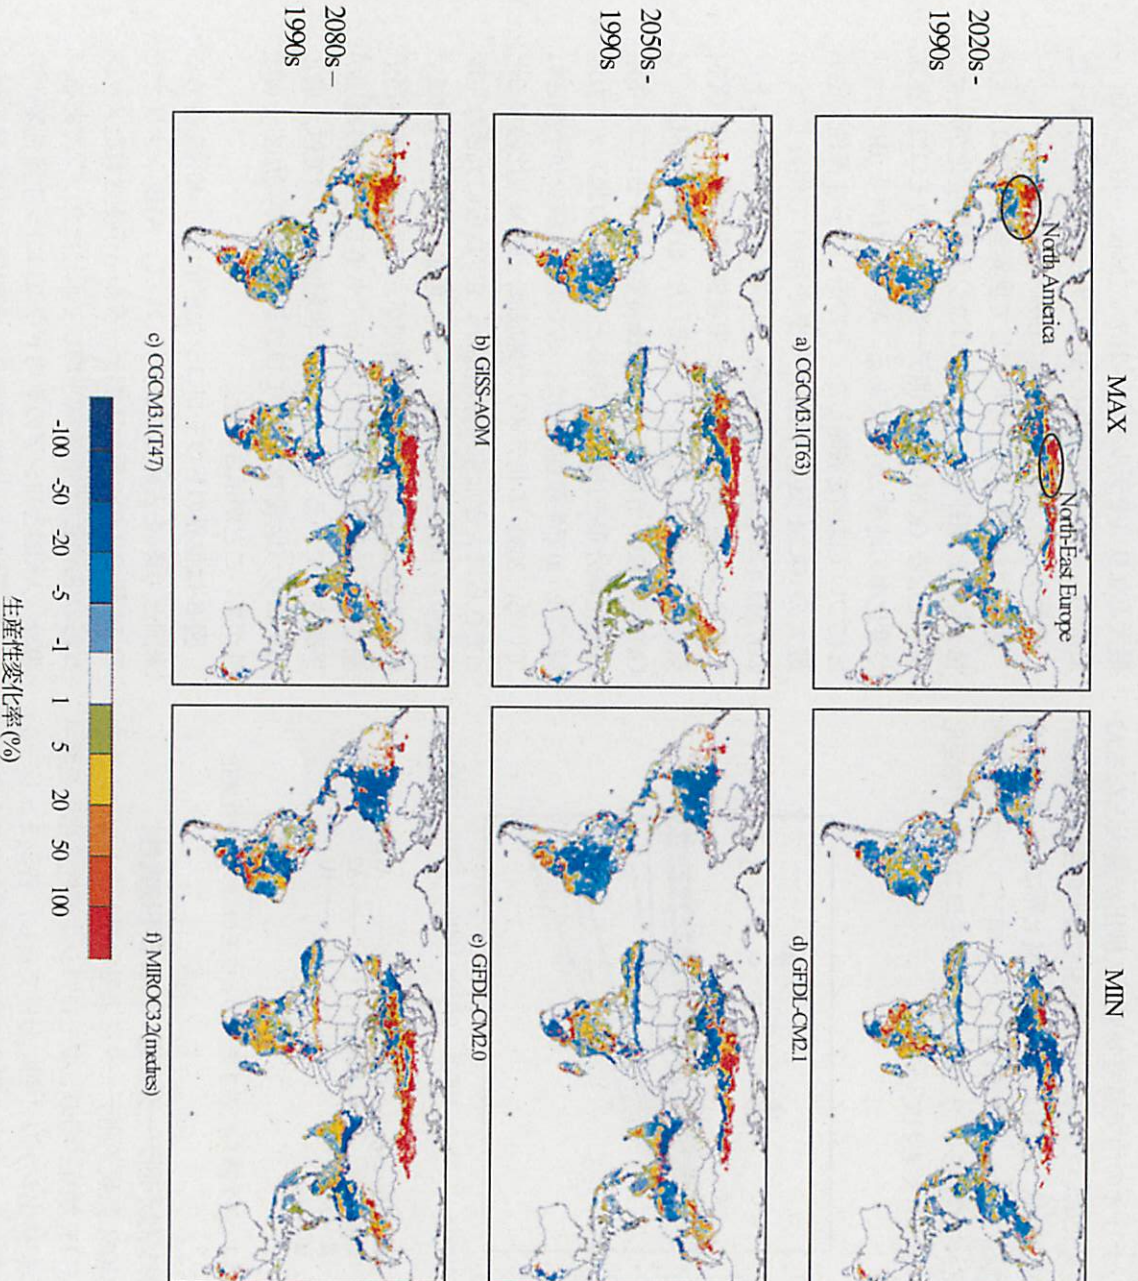 MAX
MIN
2020s -
1990s
North America
North-East Europe
a) CGCM3.1(T63)
d) GFDL-CM2.1
2050s -
1990s
b) GISS-AOM
e) GFDL-CM2.0
2080s –
1990s
c) CGCM3.1(T47)
f) MIROC3.2(medres)
-100 -50 -20 -5 -1 1 5 20 50 100
生産性変化率(%)